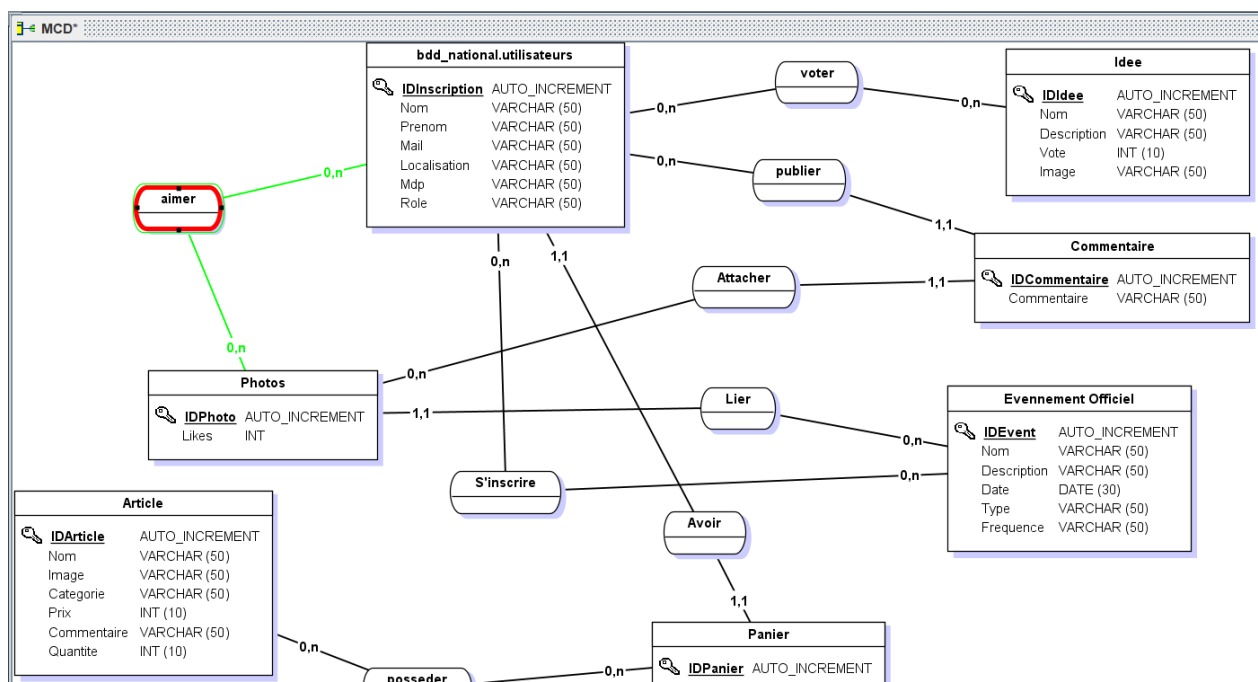 MCD*
bdd_national.utilisateurs
IDInscription AUTO_INCREMENT
Nom VARCHAR (50)
Prenom VARCHAR (50)
Mail VARCHAR (50)
Localisation VARCHAR (50)
Mdp VARCHAR (50)
Role VARCHAR (50)
voter
0,n
0,n
Idee
IDIdee AUTO_INCREMENT
Nom VARCHAR (50)
Description VARCHAR (50)
Vote INT (10)
Image VARCHAR (50)
0,n
publier
1,1
aimer
0,n
0,n
Commentaire
IDCommentaire AUTO_INCREMENT
Commentaire VARCHAR (50)
0,n
1,1
Attacher
1,1
0,n
Photos
IDPhoto AUTO_INCREMENT
Likes INT
1,1
Lier
0,n
Evennement Officiel
IDEvent AUTO_INCREMENT
Nom VARCHAR (50)
Description VARCHAR (50)
Date DATE (30)
Type VARCHAR (50)
Frequence VARCHAR (50)
S'inscrire
0,n
Article
IDArticle AUTO_INCREMENT
Nom VARCHAR (50)
Image VARCHAR (50)
Categorie VARCHAR (50)
Prix INT (10)
Commentaire VARCHAR (50)
Quantite INT (10)
Avoir
1,1
Panier
IDPanier AUTO_INCREMENT
0,n
posseder
0,n